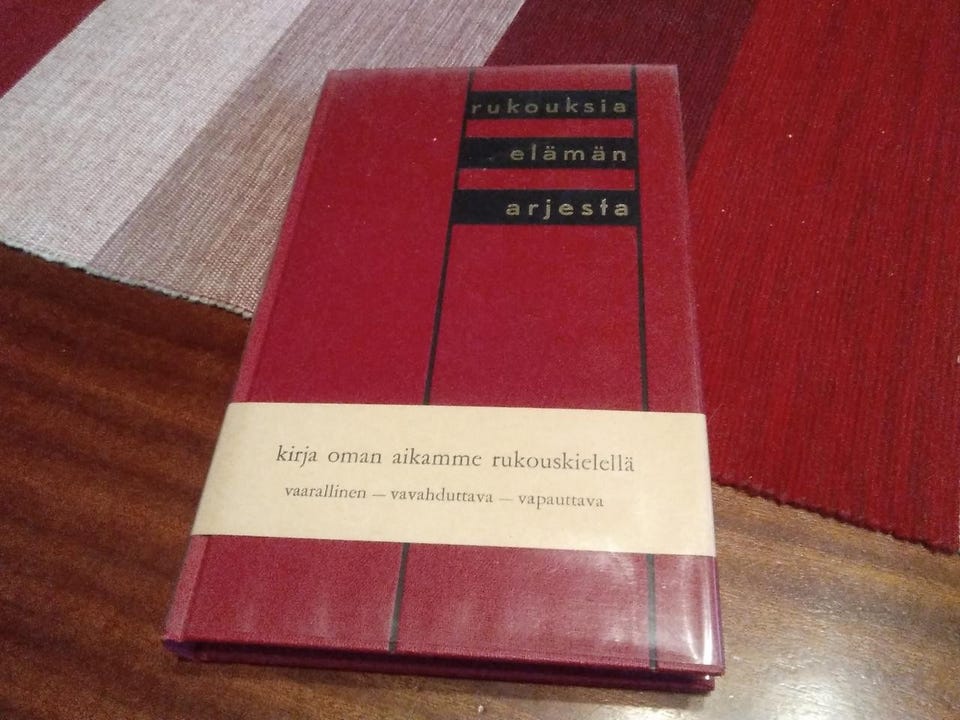 rukouksia
elämän
arjesta
kirja oman aikamme rukouskielellä
vaarallinen — vavahduttava — vapauttava